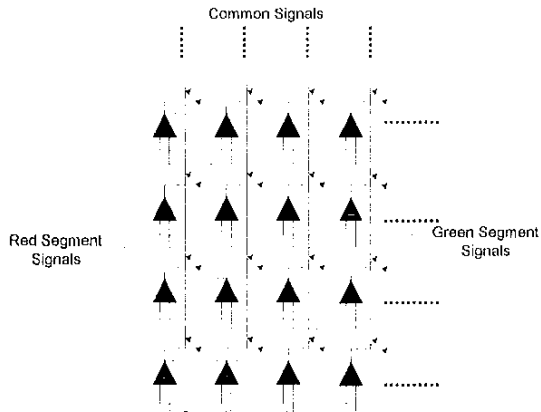 Common Signals
Red Segment
Signals
Green Segment
Signals